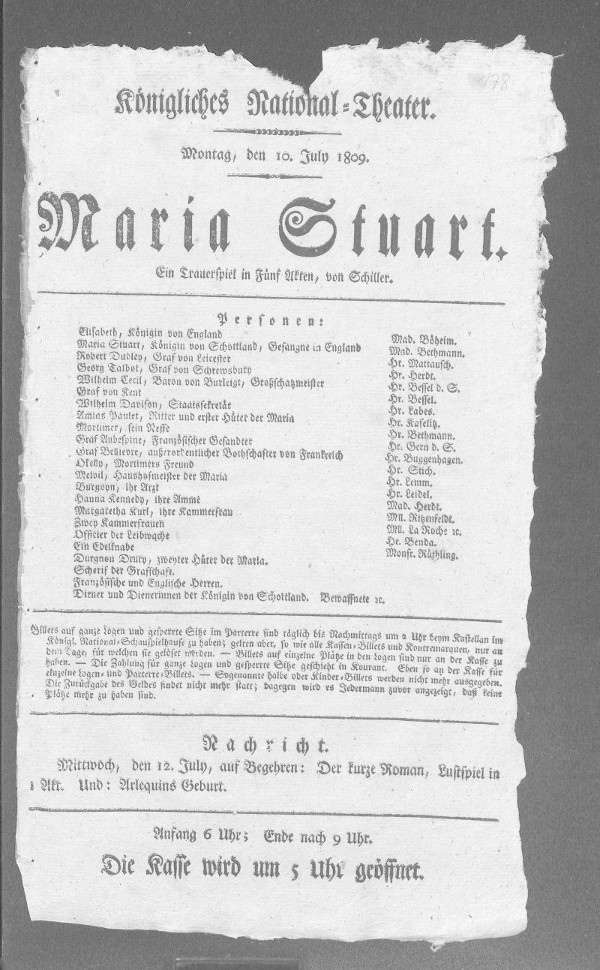 178
Königliches National-Theater.
Montag, den 10. July 1809.
Maria Stuart.
Ein Trauerspiel in Fünf Akten, von Schiller.
Personen:
Elisabeth, Königin von England Mad. Böheim.
Maria Stuart, Königin von Schottland, Gefangne in England Mad. Bethmann.
Robert Dudley, Graf von Leicester Hr. Mattausch.
Georg Talbot, Graf von Schrewsbury Hr. Herdt.
Wilhelm Cecil, Baron von Burleigt, Großschatzmeister Hr. Bessel d. S.
Graf von Kent Hr. Bessel.
Wilhelm Davison, Staatssekretär Hr. Labes.
Amias Paulet, Ritter und erster Hüter der Maria Hr. Kaselitz.
Mortimer, sein Neffe Hr. Bethmann.
Graf Aubespine, Französischer Gesandter Hr. Gern d. S.
Graf Bellievre, außerordentlicher Bothschafter von Frankreich Hr. Buggenhagen.
Okelly, Mortimers Freund Hr. Stich.
Melvil, Haushofmeister der Maria Hr. Lemm.
Burgoyn, ihr Arzt Hr. Leidel.
Hanna Kennedy, ihre Amme Mad. Herdt.
Margaretha Kurl, ihre Kammerfrau Mll. Ritzenfeldt.
Zwey Kammerfrauen Mll. La Roche ꝛc.
Officier der Leibwache Hr. Benda.
Ein Edelknabe Monsr. Rüthling.
Durgeon Drury, zweyter Hüter der Maria.
Scherif der Grafschaft.
Französische und Englische Herren.
Diener und Dienerinnen der Königin von Schottland. Bewaffnete ꝛc.
Billets auf ganze Logen und gesperrte Sitze im Parterre sind täglich bis Nachmittags um 2 Uhr beym Kastellan im
Königl. National-Schauspielhause zu haben; gelten aber, so wie alle Kassen-Billets und Kontremarquen, nur an
dem Tage, für welchen sie gelöset wurden. — Billets auf einzelne Plätze in den Logen sind nur an der Kasse zu
haben. — Die Zahlung für ganze Logen und gesperrte Sitze geschieht in Kourant. Eben so an der Kasse für
einzelne Logen- und Parterre-Billets. — Sogenannte halbe oder Kinder-Billets werden nicht mehr ausgegeben.
Die Zurückgabe des Geldes findet nicht mehr statt; dagegen wird es Jedermann zuvor angezeigt, daß keine
Plätze mehr zu haben sind.
Nachricht.
Mittwoch, den 12. July, auf Begehren: Der kurze Roman, Lustspiel in
1 Akt. Und: Arlequins Geburt.
Anfang 6 Uhr; Ende nach 9 Uhr.
Die Kasse wird um 5 Uhr geöffnet.